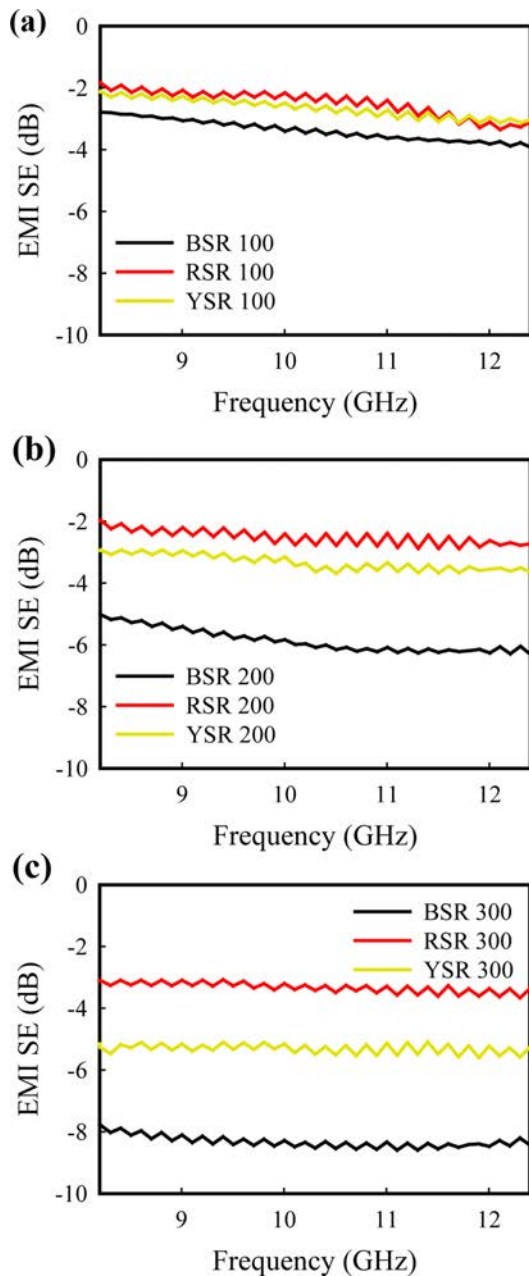 (a)
0
-2
-4
-6
-8
-10
EMI SE (dB)
BSR 100
RSR 100
YSR 100
9 10 11 12
Frequency (GHz)
(b)
0
-2
-4
-6
-8
-10
EMI SE (dB)
BSR 200
RSR 200
YSR 200
9 10 11 12
Frequency (GHz)
(c)
0
-2
-4
-6
-8
-10
EMI SE (dB)
BSR 300
RSR 300
YSR 300
9 10 11 12
Frequency (GHz)